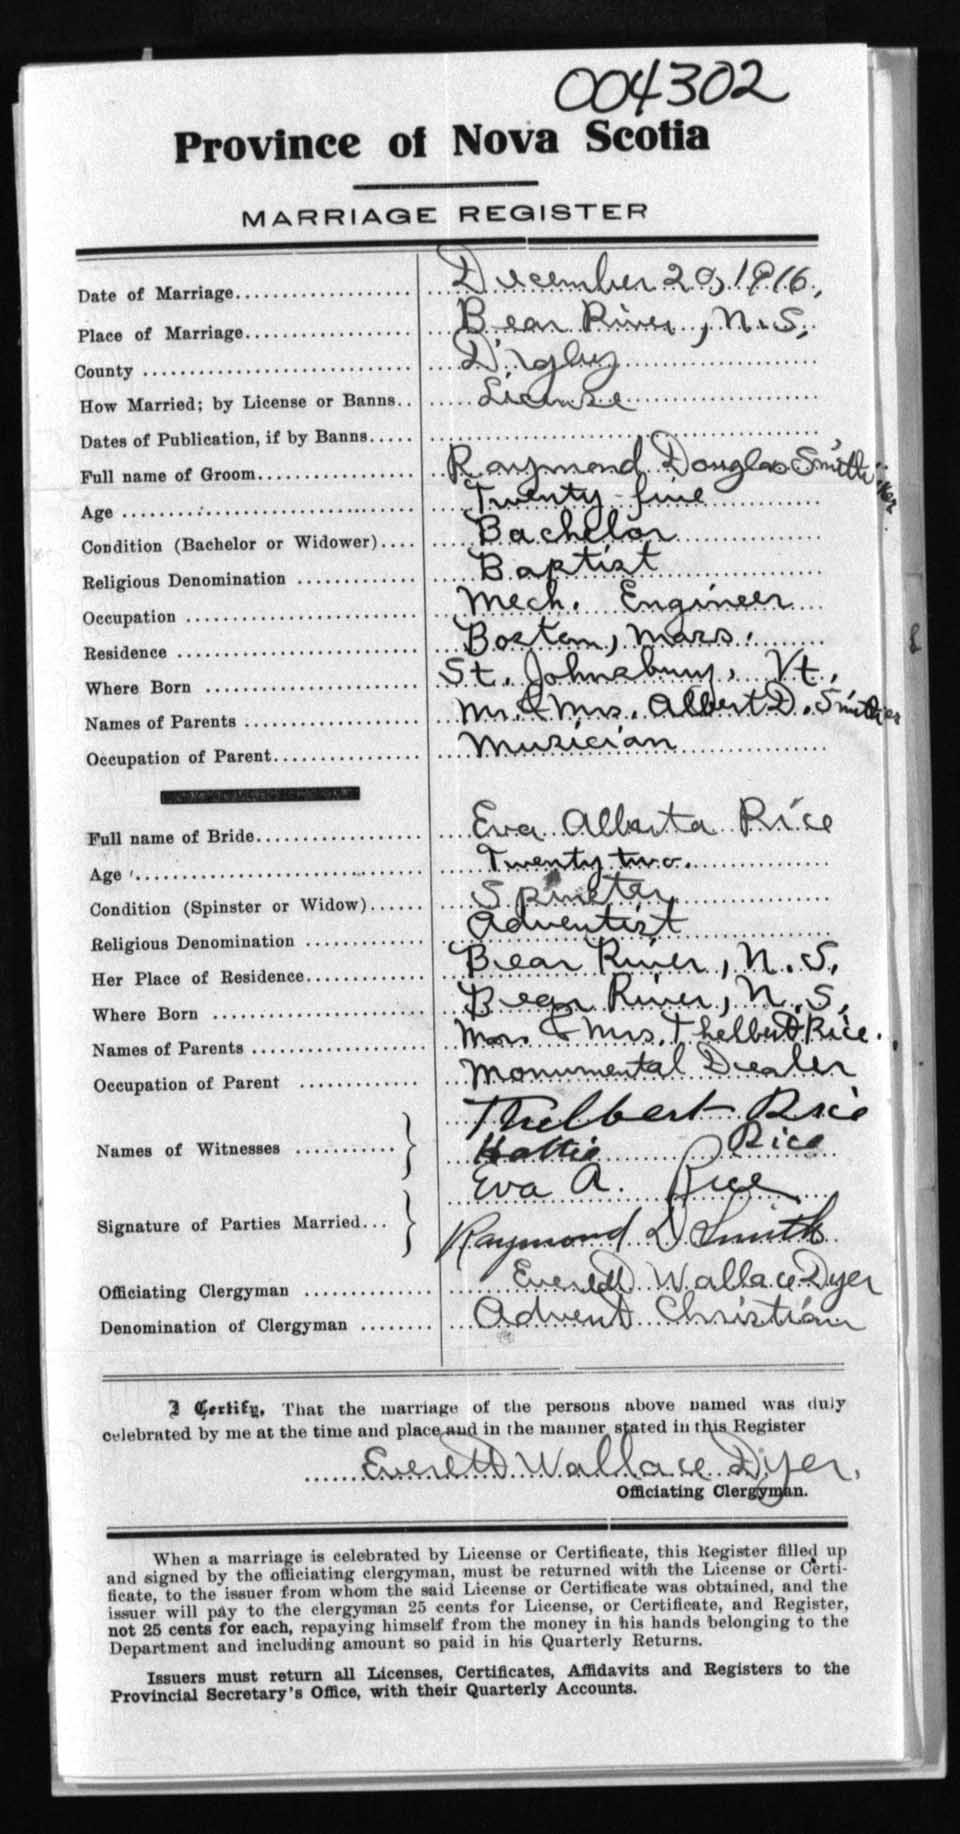 004302
Province of Nova Scotia
MARRIAGE REGISTER
Date of Marriage.................... December 20, 1916,
Place of Marriage.................. Bear River, N.S,
County .............................. Digby
How Married; by License or Banns.. License
Dates of Publication, if by Banns.....
Full name of Groom.................. Raymond Douglas Smith
Age .................................. Twenty-five
Condition (Bachelor or Widower).... Bachelor
Religious Denomination ............. Baptist
Occupation ......................... Mech. Engineer
Residence .......................... Boston, Mass.
Where Born ....................... St. Johnsbury, Vt,
Names of Parents ................... Mr. & Mrs. Albert D. Smith
Occupation of Parent................ Musician
Full name of Bride.................. Eva Alberta Rice
Age ................................ Twenty two.
Condition (Spinster or Widow)...... Spinster
Religious Denomination ............ Adventist
Her Place of Residence............. Bear River, N.S.
Where Born ....................... Bear River, N.S.
Names of Parents ................... Mr. & Mrs. Thelbert Rice.
Occupation of Parent ............. Monumental Dealer
Thelbert Rice
Names of Witnesses ........... } Hattie Rice
Eva A. Rice
Signature of Parties Married... } Raymond D Smith
Officiating Clergyman .............. Everett Wallace Dyer
Denomination of Clergyman ........ Advent Christian
I Certify, That the marriage of the persons above named was duly
celebrated by me at the time and place and in the manner stated in this Register
Everett Wallace Dyer,
Officiating Clergyman.
When a marriage is celebrated by License or Certificate, this Register filled up
and signed by the officiating clergyman, must be returned with the License or Certi-
ficate, to the issuer from whom the said License or Certificate was obtained, and the
issuer will pay to the clergyman 25 cents for License, or Certificate, and Register,
not 25 cents for each, repaying himself from the money in his hands belonging to the
Department and including amount so paid in his Quarterly Returns.
Issuers must return all Licenses, Certificates, Affidavits and Registers to the
Provincial Secretary's Office, with their Quarterly Accounts.